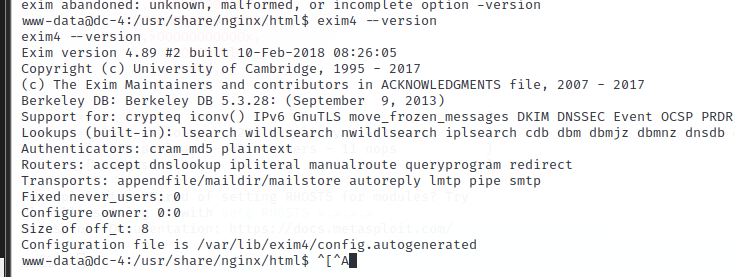 exim abandoned: unknown, malformed, or incomplete option -version
www-data@dc-4:/usr/share/nginx/html$ exim4 --version
exim4 --version
Exim version 4.89 #2 built 10-Feb-2018 08:26:05
Copyright (c) University of Cambridge, 1995 - 2017
(c) The Exim Maintainers and contributors in ACKNOWLEDGMENTS file, 2007 - 2017
Berkeley DB: Berkeley DB 5.3.28: (September  9, 2013)
Support for: crypteq iconv() IPv6 GnuTLS move_frozen_messages DKIM DNSSEC Event OCSP PRDR
Lookups (built-in): lsearch wildlsearch nwildlsearch iplsearch cdb dbm dbmjz dbmnz dnsdb
Authenticators: cram_md5 plaintext
Routers: accept dnslookup ipliteral manualroute queryprogram redirect
Transports: appendfile/maildir/mailstore autoreply lmtp pipe smtp
Fixed never_users: 0
Configure owner: 0:0
Size of off_t: 8
Configuration file is /var/lib/exim4/config.autogenerated
www-data@dc-4:/usr/share/nginx/html$ ^[^A